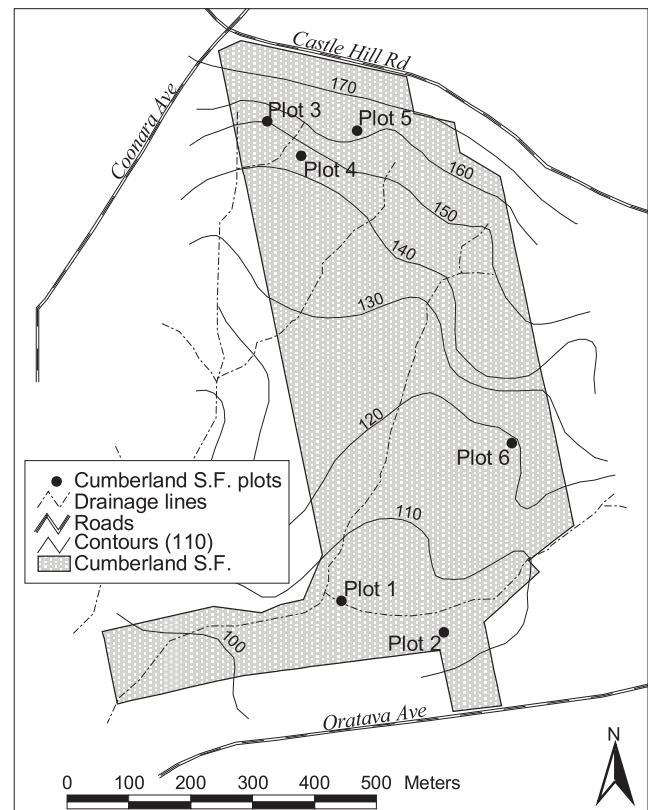 Castle Hill Rd
Coonara Ave
170
Plot 3
Plot 5
Plot 4
160
150
140
130
120
Plot 6
Cumberland S.F. plots
Drainage lines
Roads
Contours (110)
Cumberland S.F.
110
Plot 1
Plot 2
100
Oratava Ave
N
0 100 200 300 400 500 Meters